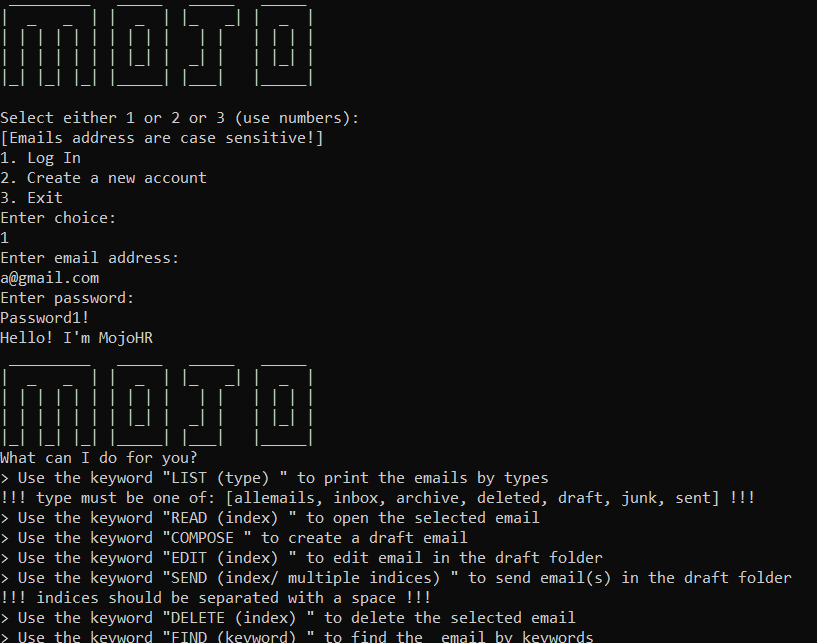 MOJO
Select either 1 or 2 or 3 (use numbers):
[Emails address are case sensitive!]
1. Log In
2. Create a new account
3. Exit
Enter choice:
1
Enter email address:
a@gmail.com
Enter password:
Password1!
Hello! I'm MojoHR
MOJO
What can I do for you?
> Use the keyword "LIST (type) " to print the emails by types
!!! type must be one of: [allemails, inbox, archive, deleted, draft, junk, sent] !!!
> Use the keyword "READ (index) " to open the selected email
> Use the keyword "COMPOSE " to create a draft email
> Use the keyword "EDIT (index) " to edit email in the draft folder
> Use the keyword "SEND (index/ multiple indices) " to send email(s) in the draft folder
!!! indices should be separated with a space !!!
> Use the keyword "DELETE (index) " to delete the selected email
> Use the keyword "FIND (keyword) " to find the  email by keywords